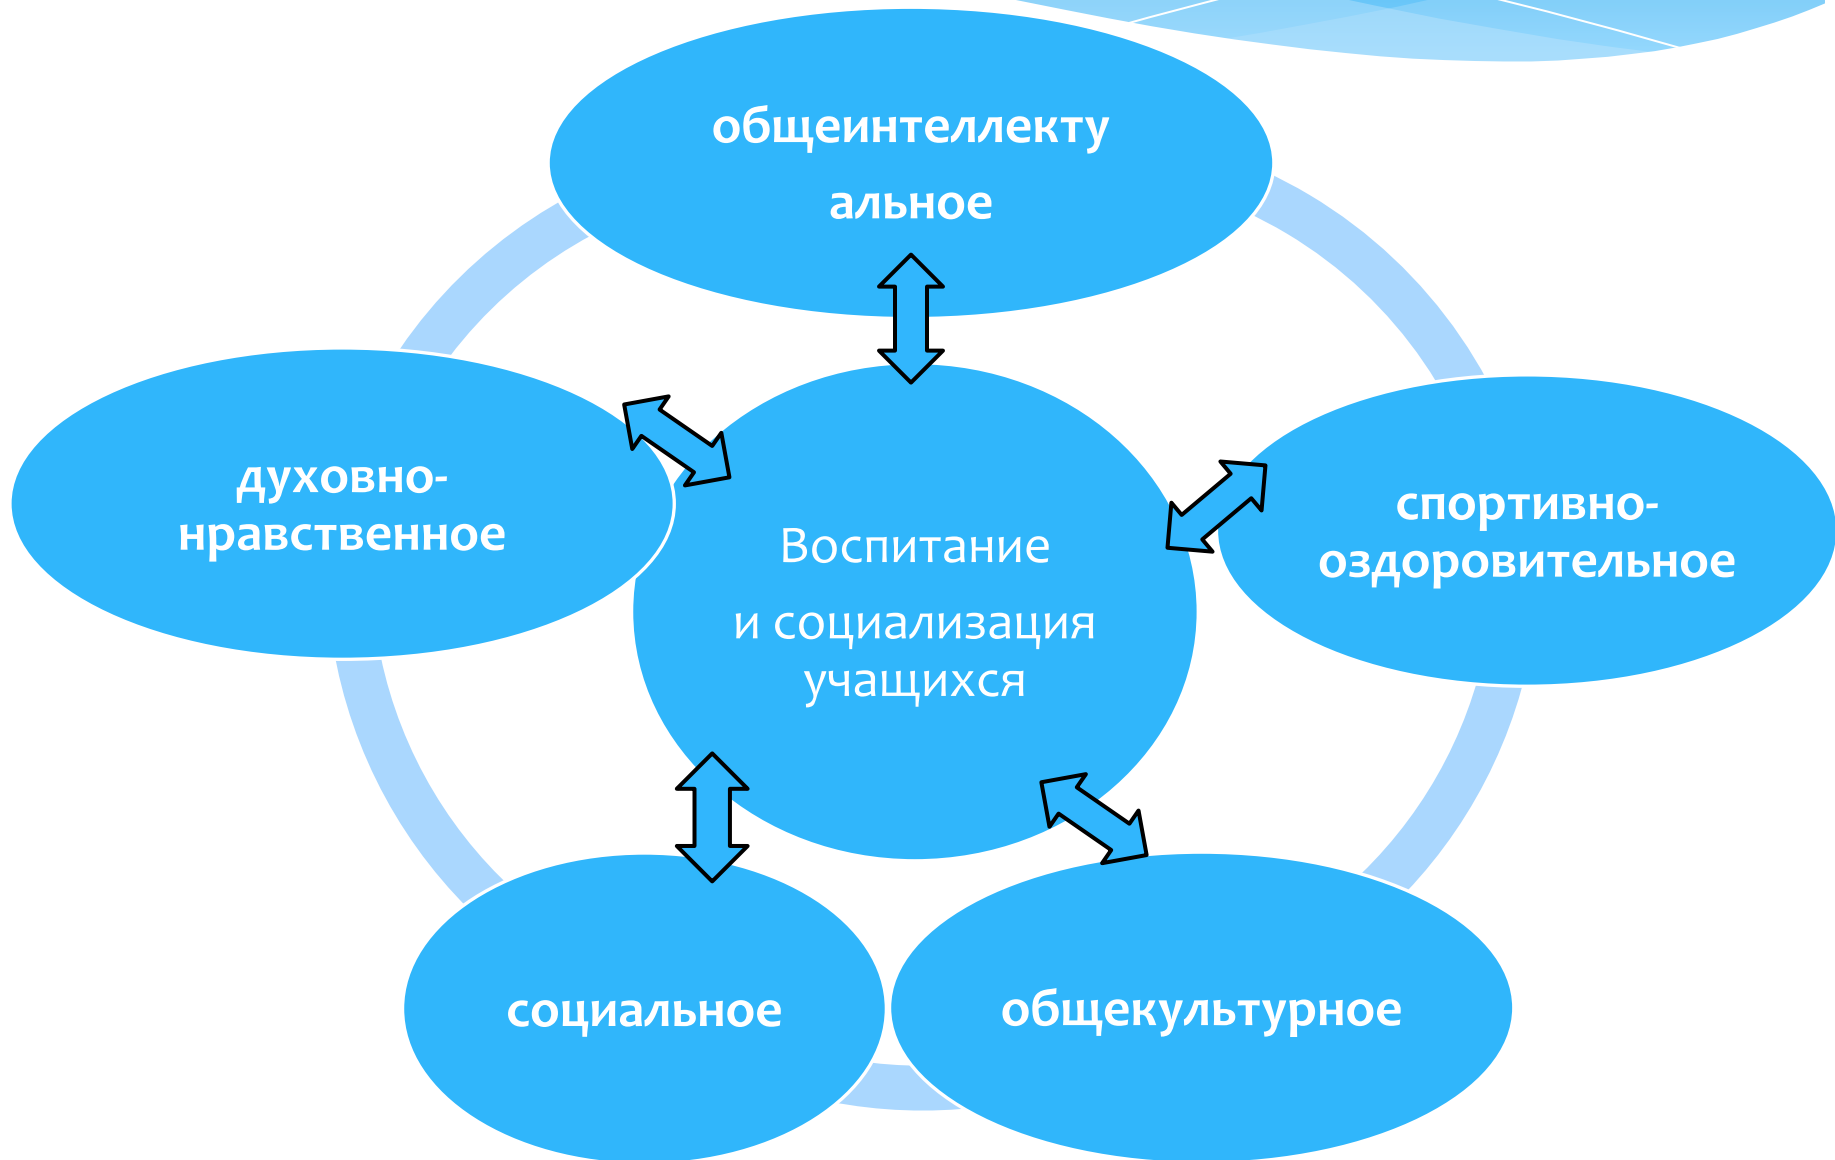 общеинтеллекту
альное
духовно-
нравственное
спортивно-
оздоровительное
Воспитание
и социализация
учащихся
социальное
общекультурное